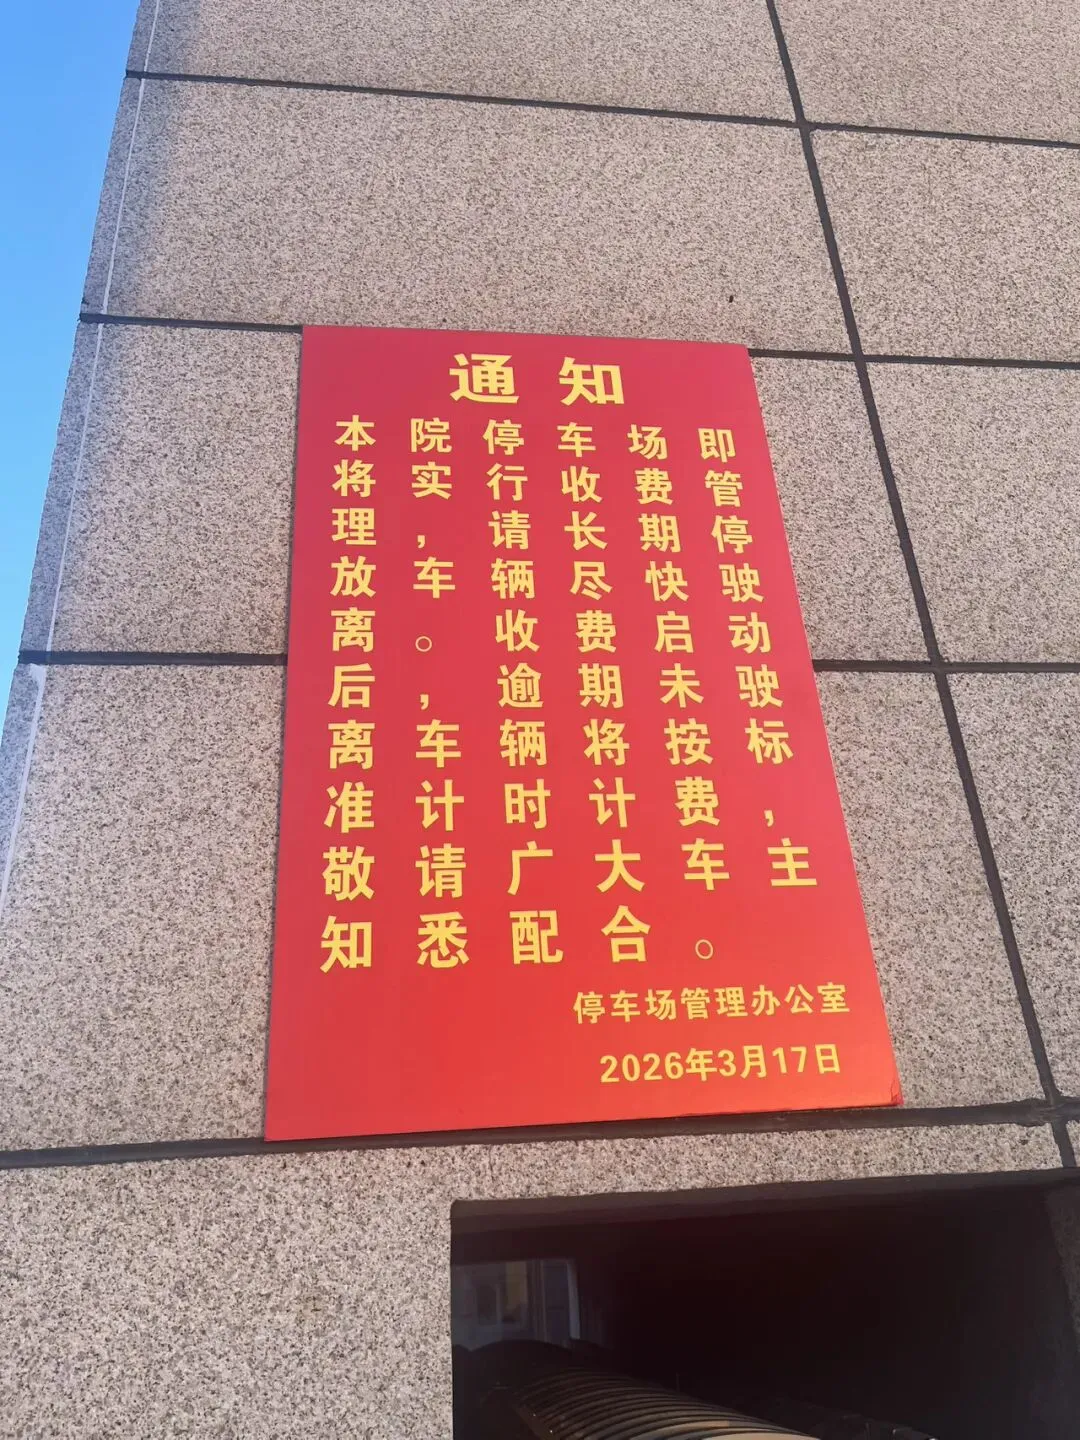 通知
本院停车场即
将实行收费管
理，请长期停
放车辆尽快驶
离。收费启动
后，逾期未驶
离车辆将按标
准计时计费，
敬请广大车主
知悉配合。
停车场管理办公室
2026年3月17日